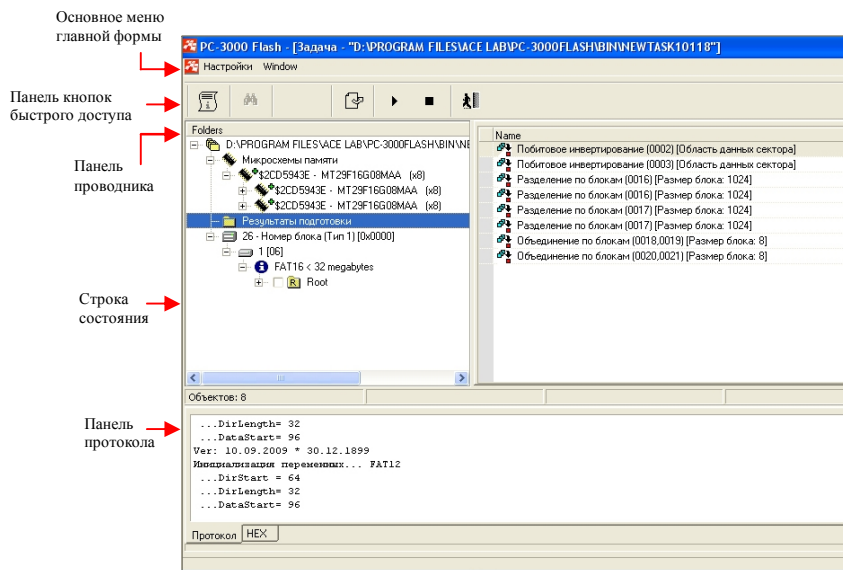 Основное меню
главной формы
PC-3000 Flash - [Задача - "D:\PROGRAM FILES\ACE LAB\PC-3000FLASH\BIN\NEWTASK10118"]
Настройки Window
Панель кнопок
быстрого доступа
Folders
Name
D:\PROGRAM FILES\ACE LAB\PC-3000FLASH\BIN\NE
Побитовое инвертирование (0002) [Область данных сектора]
Микросхемы памяти
Побитовое инвертирование (0003) [Область данных сектора]
Панель
проводника
$2CD5943E - MT29F16G08MAA (x8)
Разделение по блокам (0016) [Размер блока: 1024]
$2CD5943E - MT29F16G08MAA (x8)
Разделение по блокам (0016) [Размер блока: 1024]
$2CD5943E - MT29F16G08MAA (x8)
Разделение по блокам (0017) [Размер блока: 1024]
Результаты подготовки
Разделение по блокам (0017) [Размер блока: 1024]
26 - Номер блока (Тип 1) [0x0000]
Объединение по блокам (0018,0019) [Размер блока: 8]
1 [06]
Объединение по блокам (0020,0021) [Размер блока: 8]
FAT16 < 32 megabytes
R Root
Строка
состояния
Объектов: 8
Панель
протокола
...DirLength= 32
...DataStart= 96
Ver: 10.09.2009 * 30.12.1899
Инициализация переменных... FAT12
...DirStart = 64
...DirLength= 32
...DataStart= 96
Протокол HEX